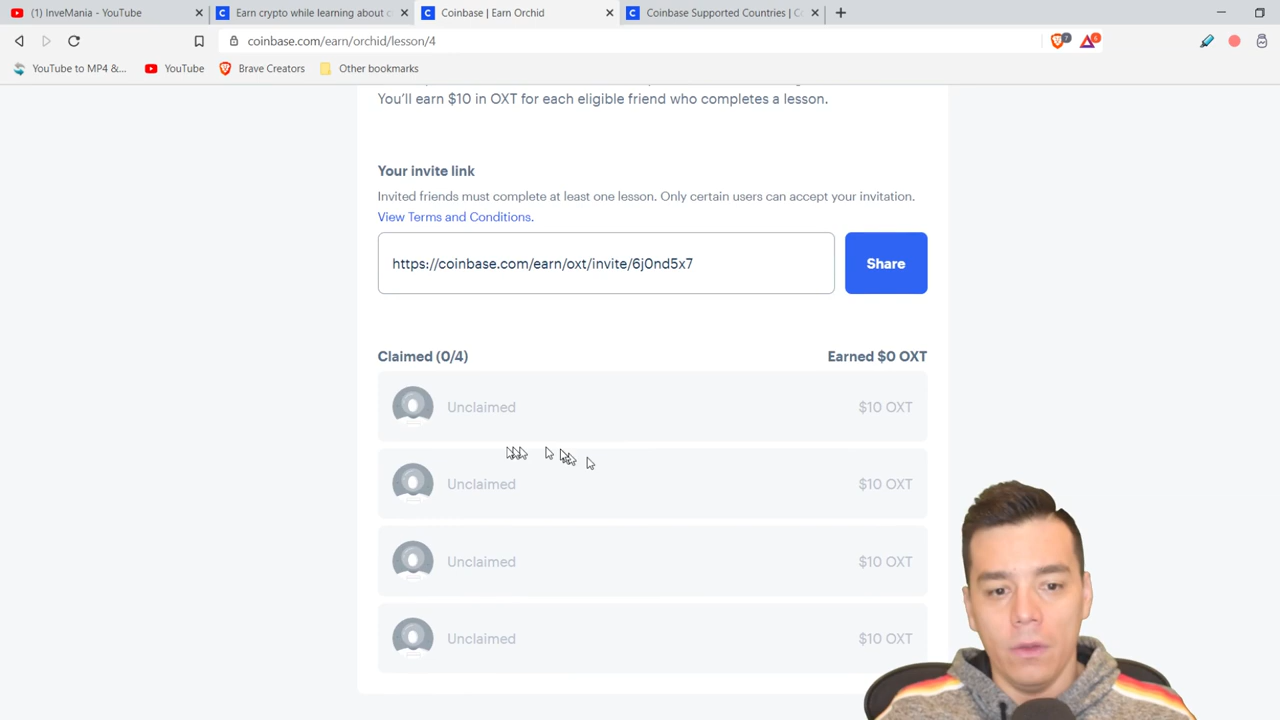 (1) InveMania - YouTube
Earn crypto while learning about c
Coinbase | Earn Orchid
Coinbase Supported Countries | C
coinbase.com/earn/orchid/lesson/4
7
6
YouTube to MP4 &...
YouTube
Brave Creators
Other bookmarks
You'll earn $10 in OXT for each eligible friend who completes a lesson.
Your invite link
Invited friends must complete at least one lesson. Only certain users can accept your invitation.
View Terms and Conditions.
https://coinbase.com/earn/oxt/invite/6j0nd5x7
Share
Claimed (0/4)
Earned $0 OXT
Unclaimed
$10 OXT
Unclaimed
$10 OXT
Unclaimed
$10 OXT
Unclaimed
$10 OXT